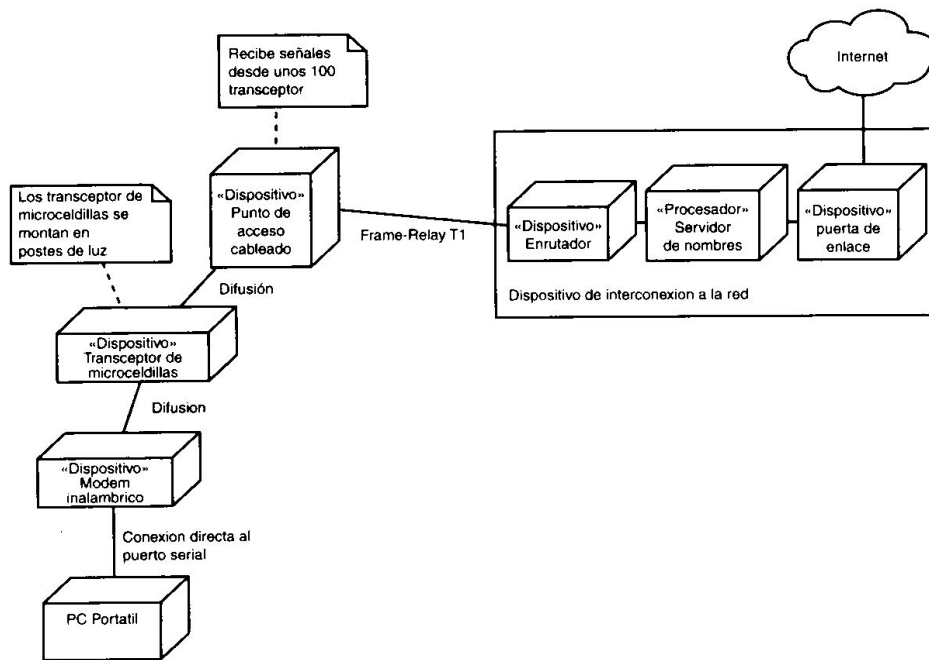 Recibe señales
desde unos 100
transceptor
Internet
Los transceptor de
microceldillas se
montan en
postes de luz
«Dispositivo»
Punto de
acceso
cableado
Frame-Relay T1
«Dispositivo»
Enrutador
«Procesador»
Servidor
de nombres
«Dispositivo»
puerta de
enlace
Dispositivo de interconexion a la red
Difusión
«Dispositivo»
Transceptor de
microceldillas
Difusion
«Dispositivo»
Modem
inalambrico
Conexion directa al
puerto serial
PC Portatil